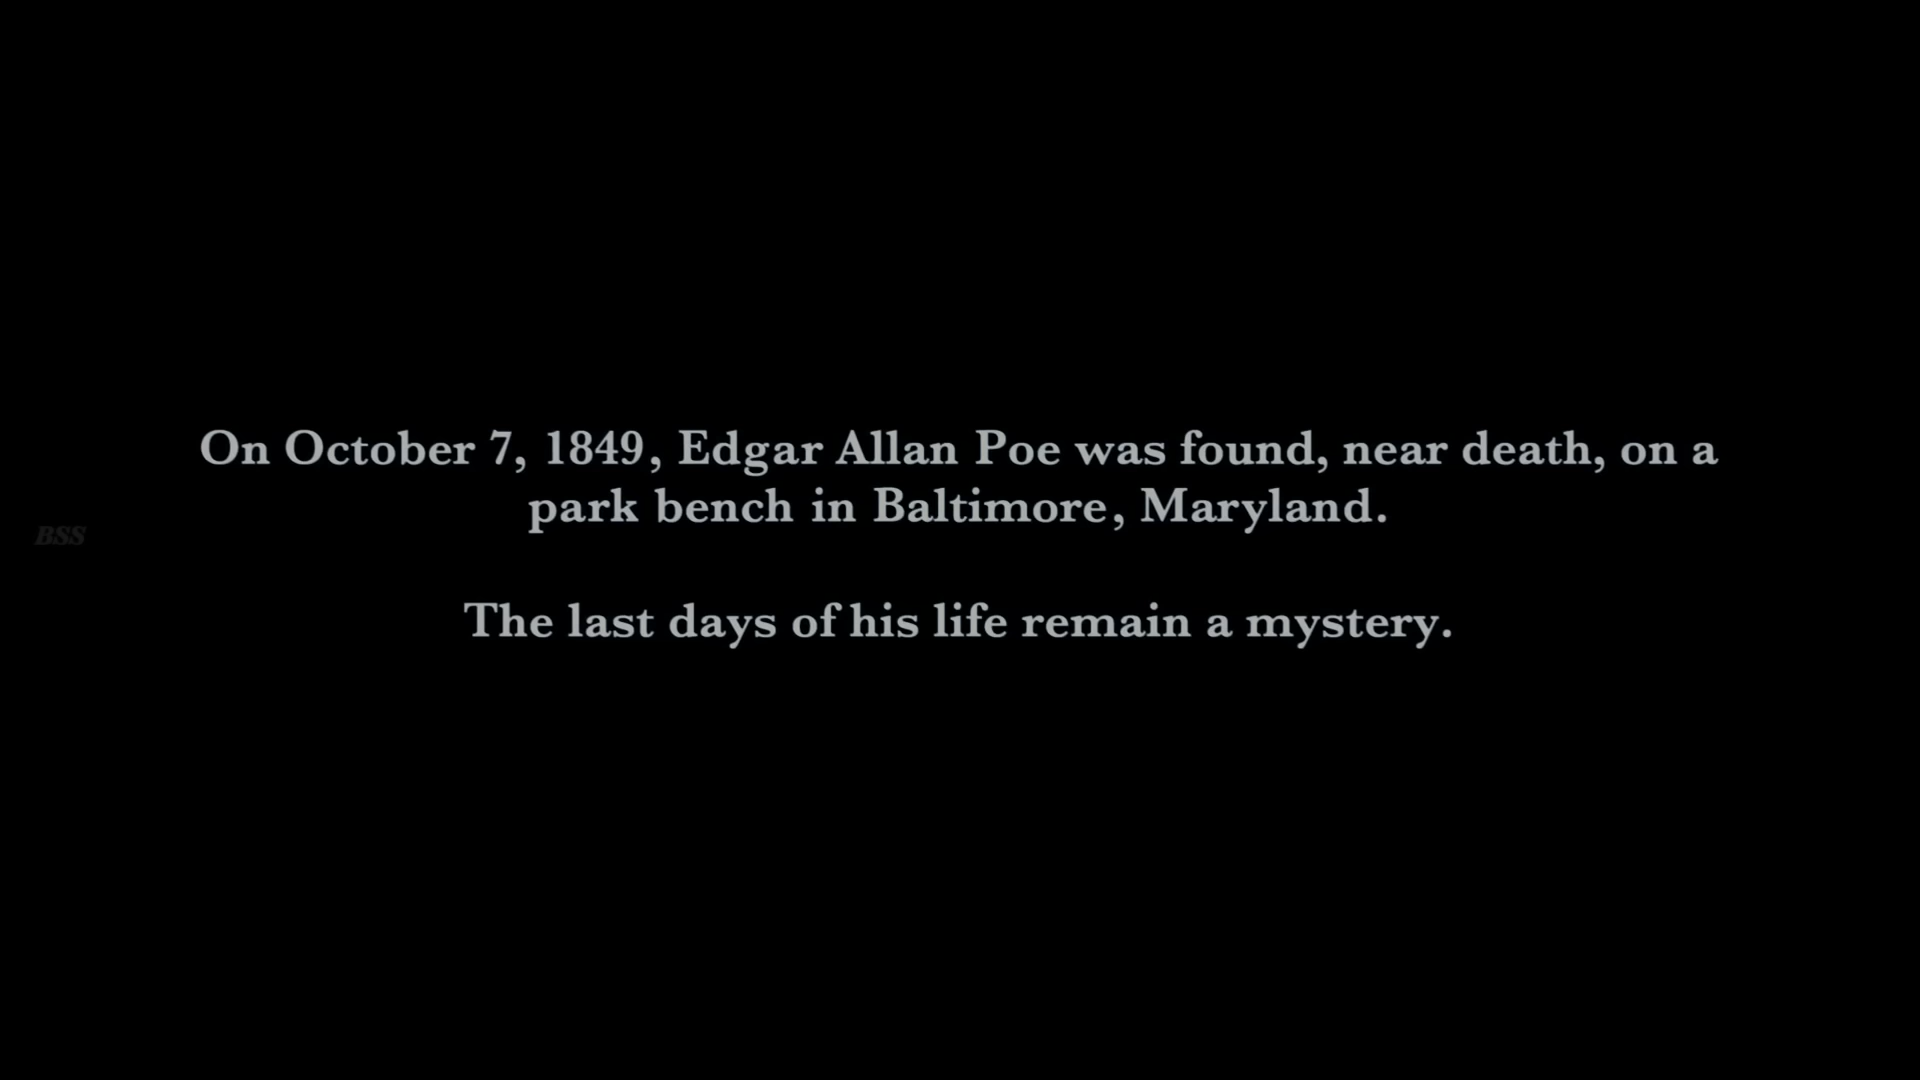 On October 7, 1849, Edgar Allan Poe was found, near death, on a
park bench in Baltimore, Maryland.
BSS
The last days of his life remain a mystery.